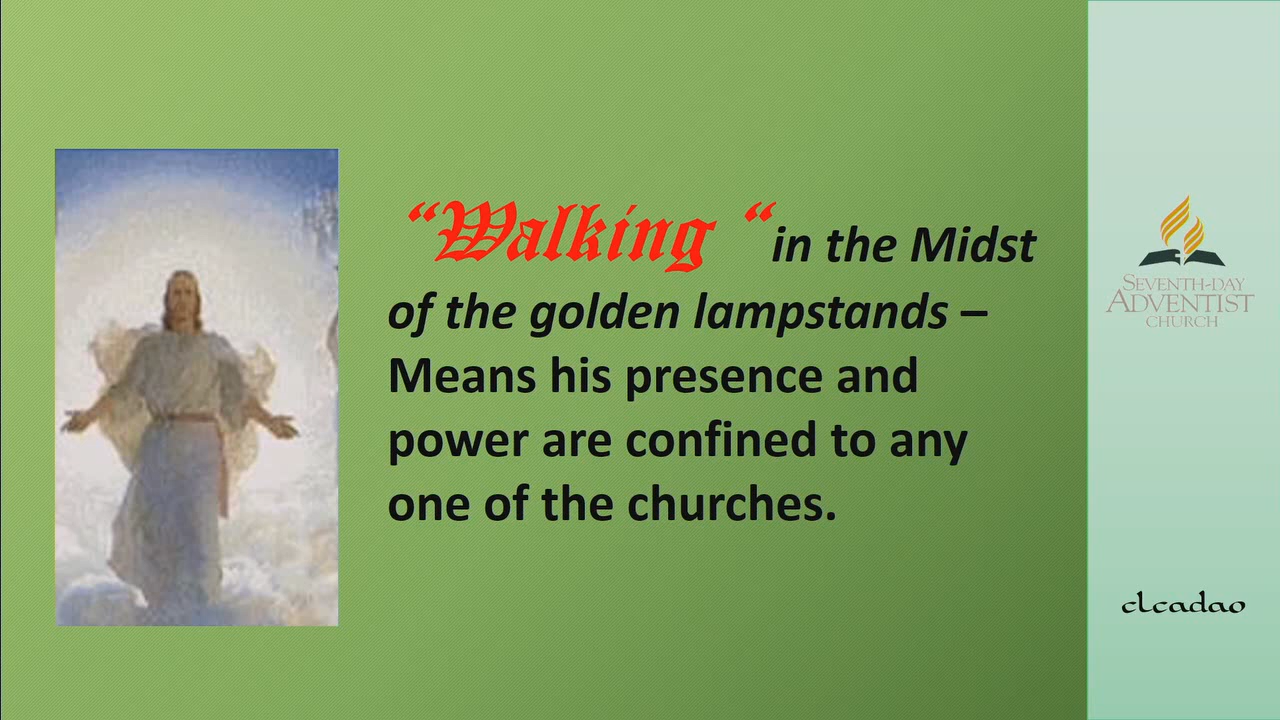 “Walking “in the Midst
of the golden lampstands –
Means his presence and
power are confined to any
one of the churches.
SEVENTH-DAY
ADVENTIST
CHURCH
clcadao